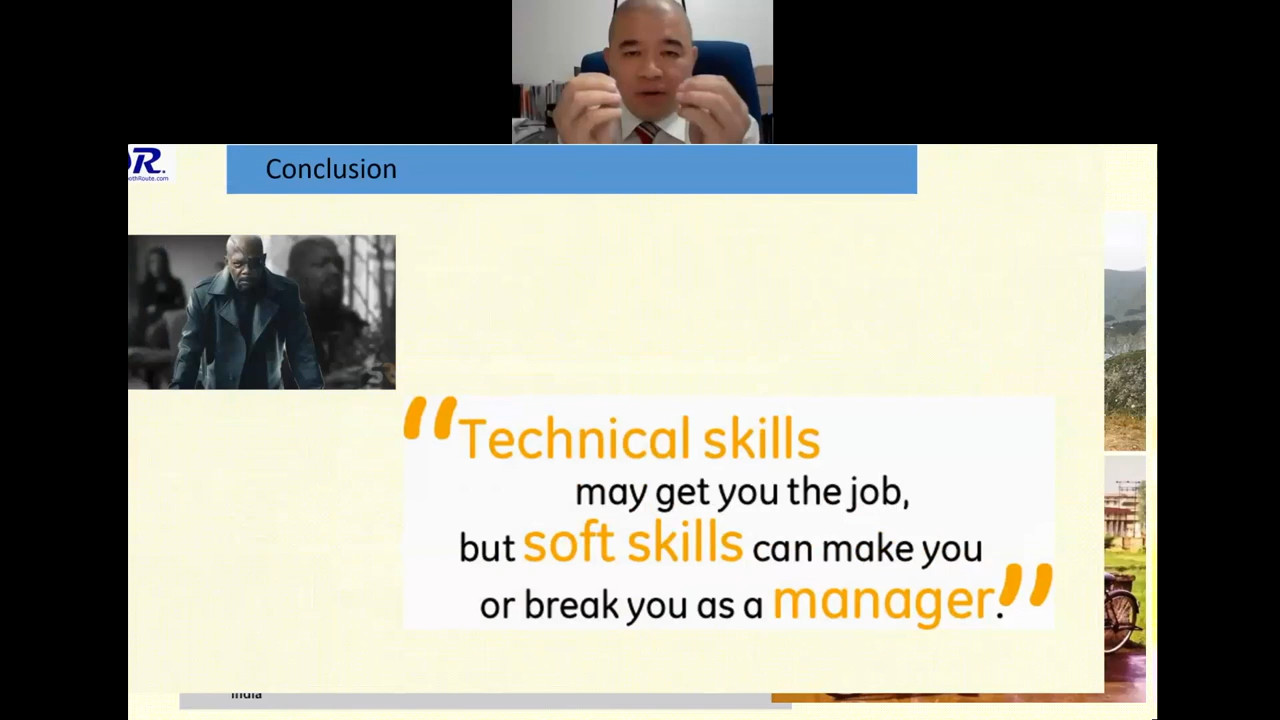 R.
Conclusion
“Technical skills
may get you the job,
but soft skills can make you
or break you as a manager.”
India